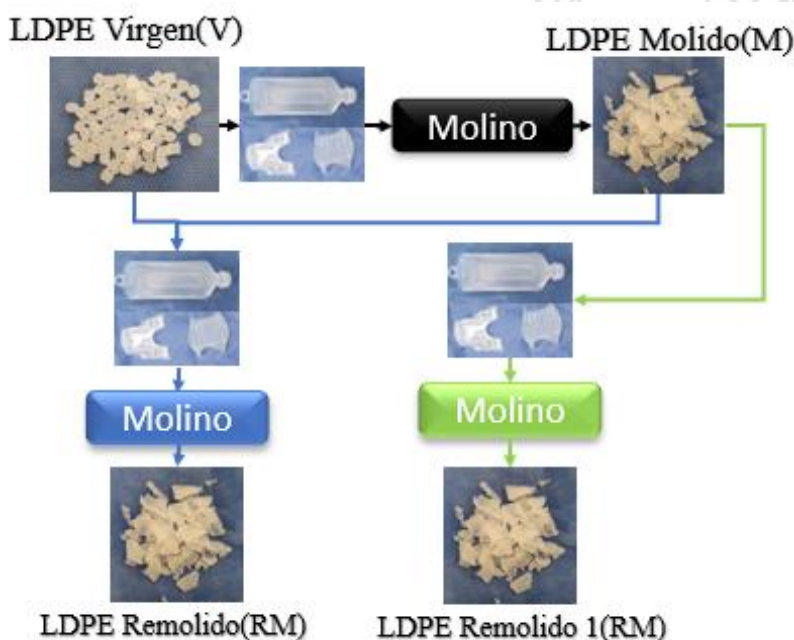 LDPE Virgen(V)
LDPE Molido(M)
Molino
Molino
Molino
LDPE Remolido(RM)
LDPE Remolido 1(RM)